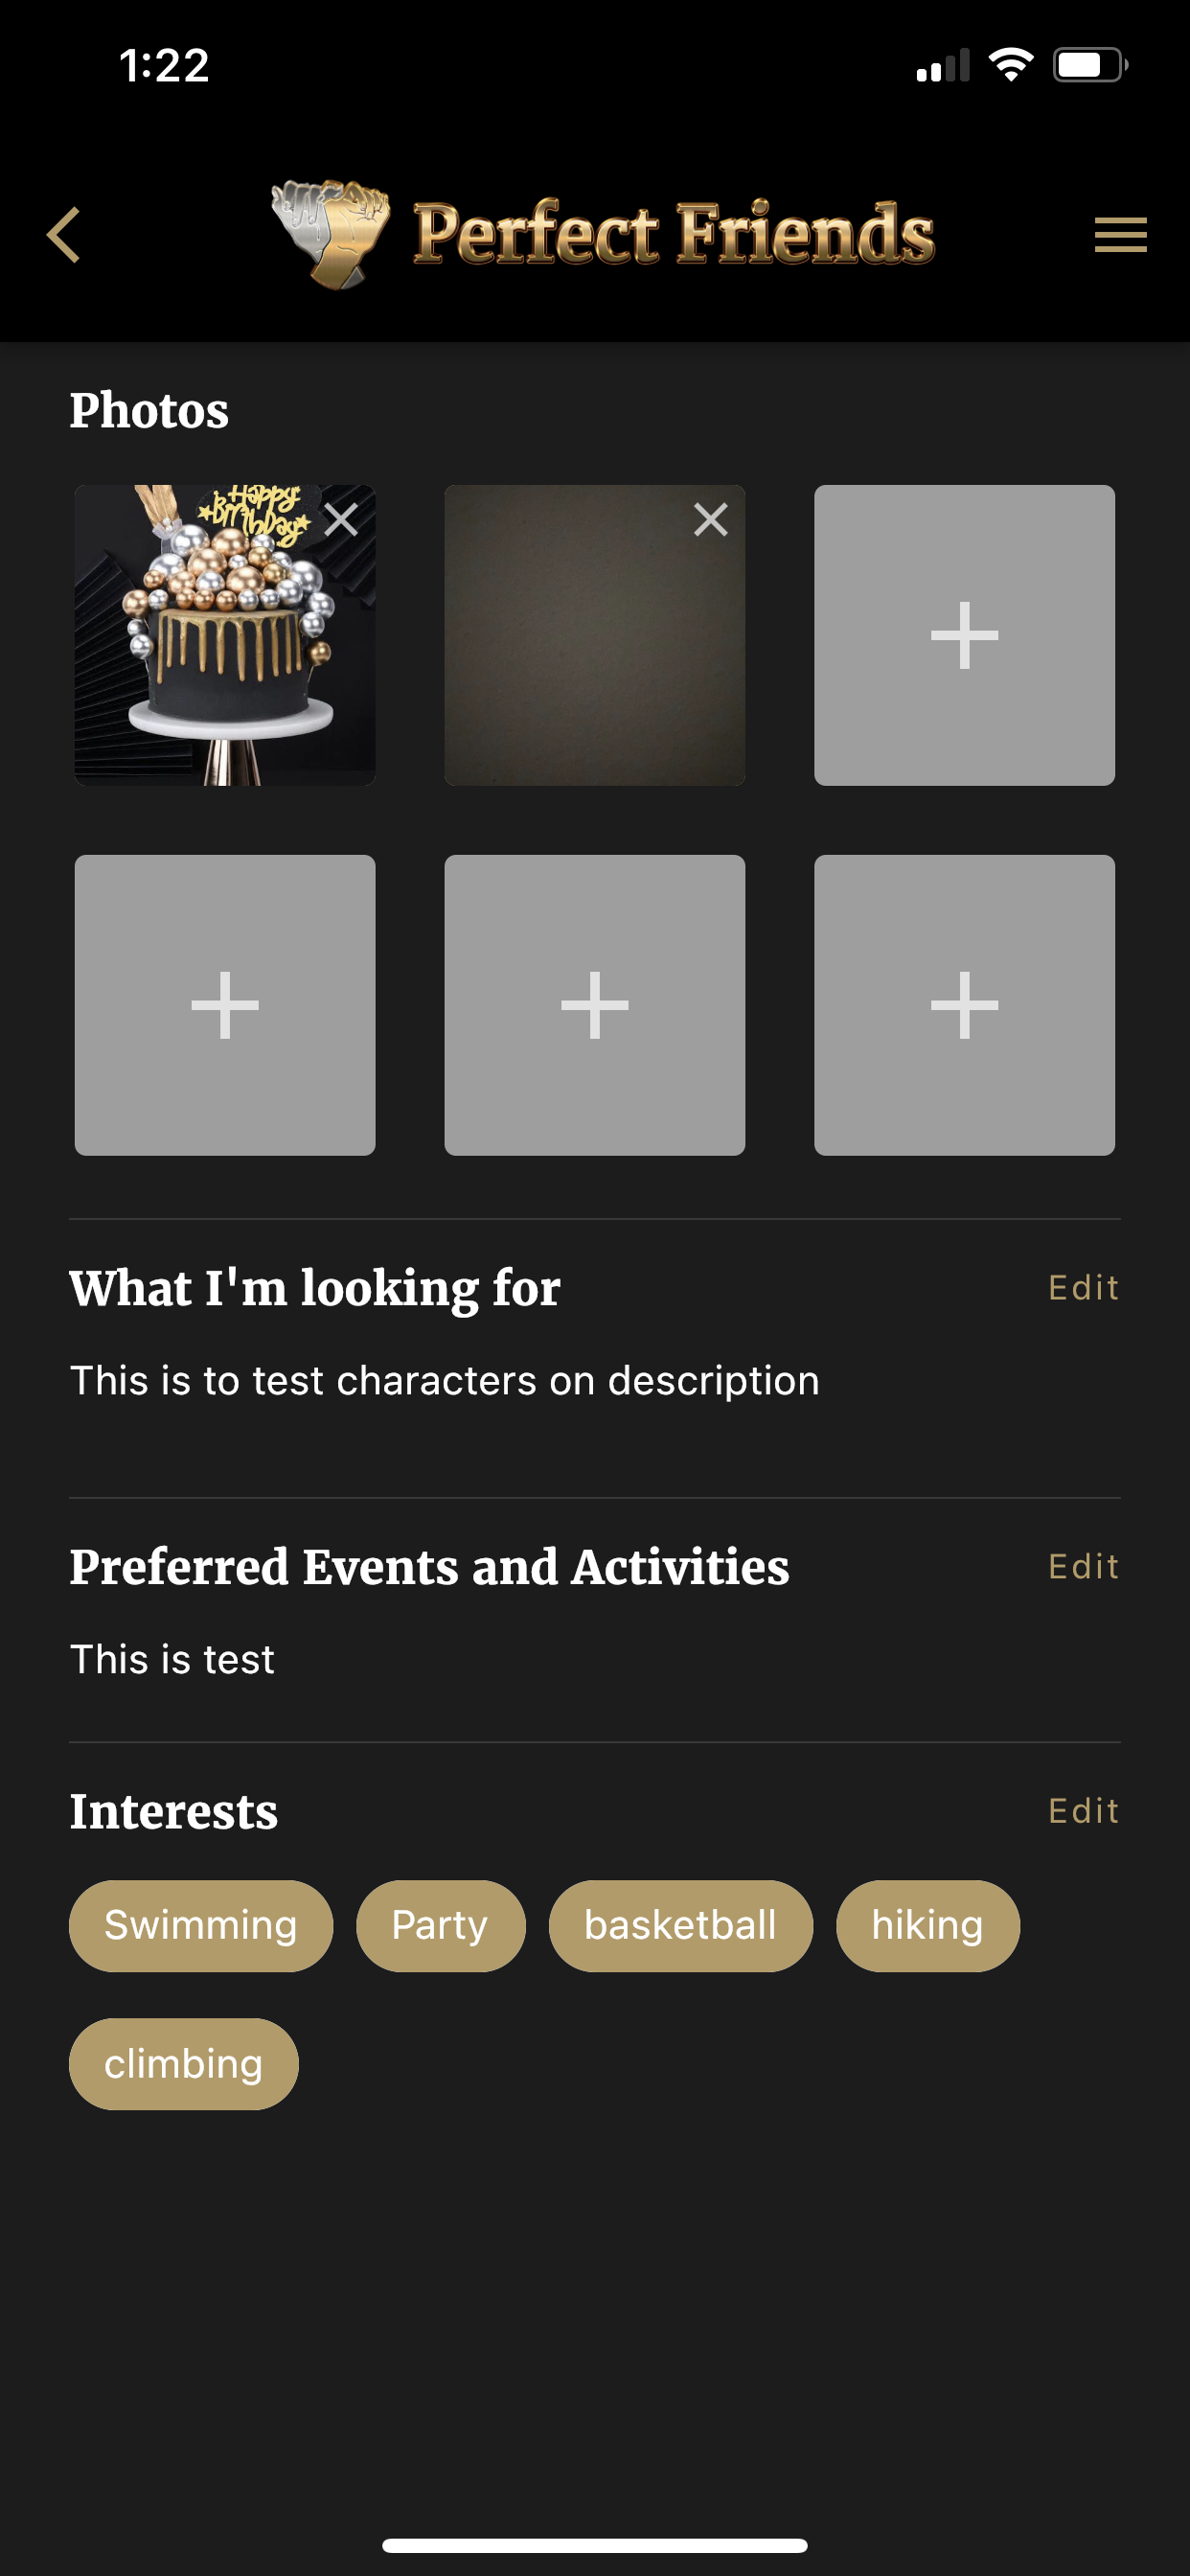 1:22
Perfect Friends
Photos
Happy
Birthday
What I'm looking for
Edit
This is to test characters on description
Preferred Events and Activities
Edit
This is test
Interests
Edit
Swimming
Party
basketball
hiking
climbing